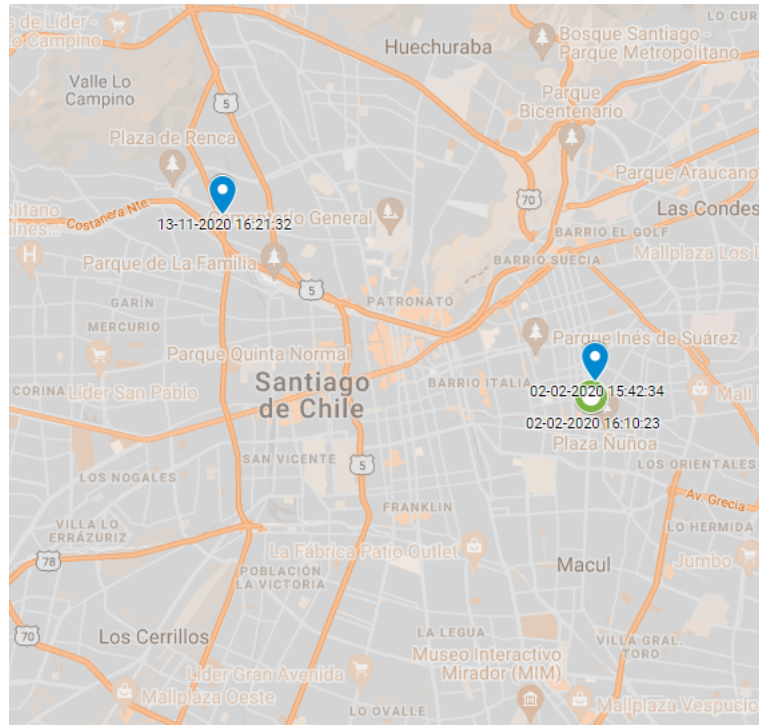 s de Líder -
o Campino
LO CUR
Huechuraba
Bosque Santiago -
Parque Metropolitano
Valle Lo
Campino
5
Parque
Bicentenario
Plaza de Renca
Parque Araucano
70
Costanera Nte.
Las Condes
politano
ines...
General
13-11-2020 16:21:32
BARRIO EL GOLF
Mallplaza Los D
Parque de La Familia
BARRIO SUECIA
5
GARÍN
PATRONATO
MERCURIO
Parque Inés de Suárez
Parque Quinta Normal
CORINA
Lider San Pablo
Santiago
de Chile
BARRIO ITALIA
02-02-2020 15:42:34
Mall
02-02-2020 16:10:23
Plaza Ñuñoa
SAN VICENTE
5
LOS ORIENTALES
LOS NOGALES
Av. Grecia
FRANKLIN
VILLA LO
ERRÁZURIZ
LO HERMIDA
La Fábrica Patio Outlet
Jumbo
78
Macul
POBLACIÓN
LA VICTORIA
70
Los Cerrillos
LA LEGUA
VILLA GRAL.
TORO
Museo Interactivo
Mirador (MIM)
Lider Gran Avenida
Mallplaza Oeste
LO OVALLE
Mallplaza Vespucio